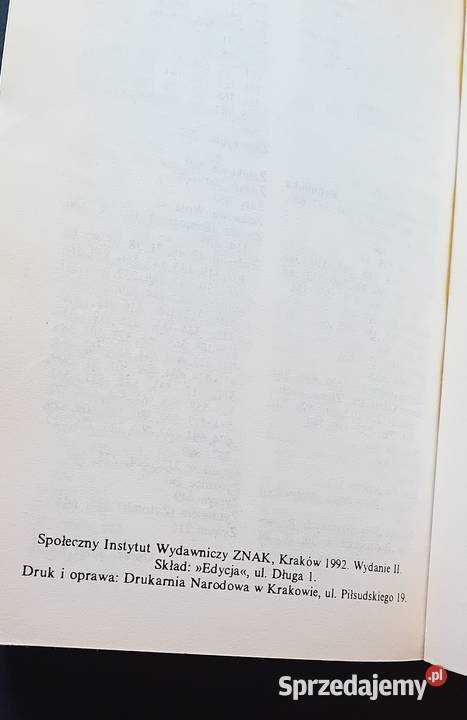 Społeczny Instytut Wydawniczy ZNAK, Kraków 1992. Wydanie II.
Skład: »Edycja«, ul. Długa 1.
Druk i oprawa: Drukarnia Narodowa w Krakowie, ul. Piłsudskiego 19.
Sprzedajemy.pl